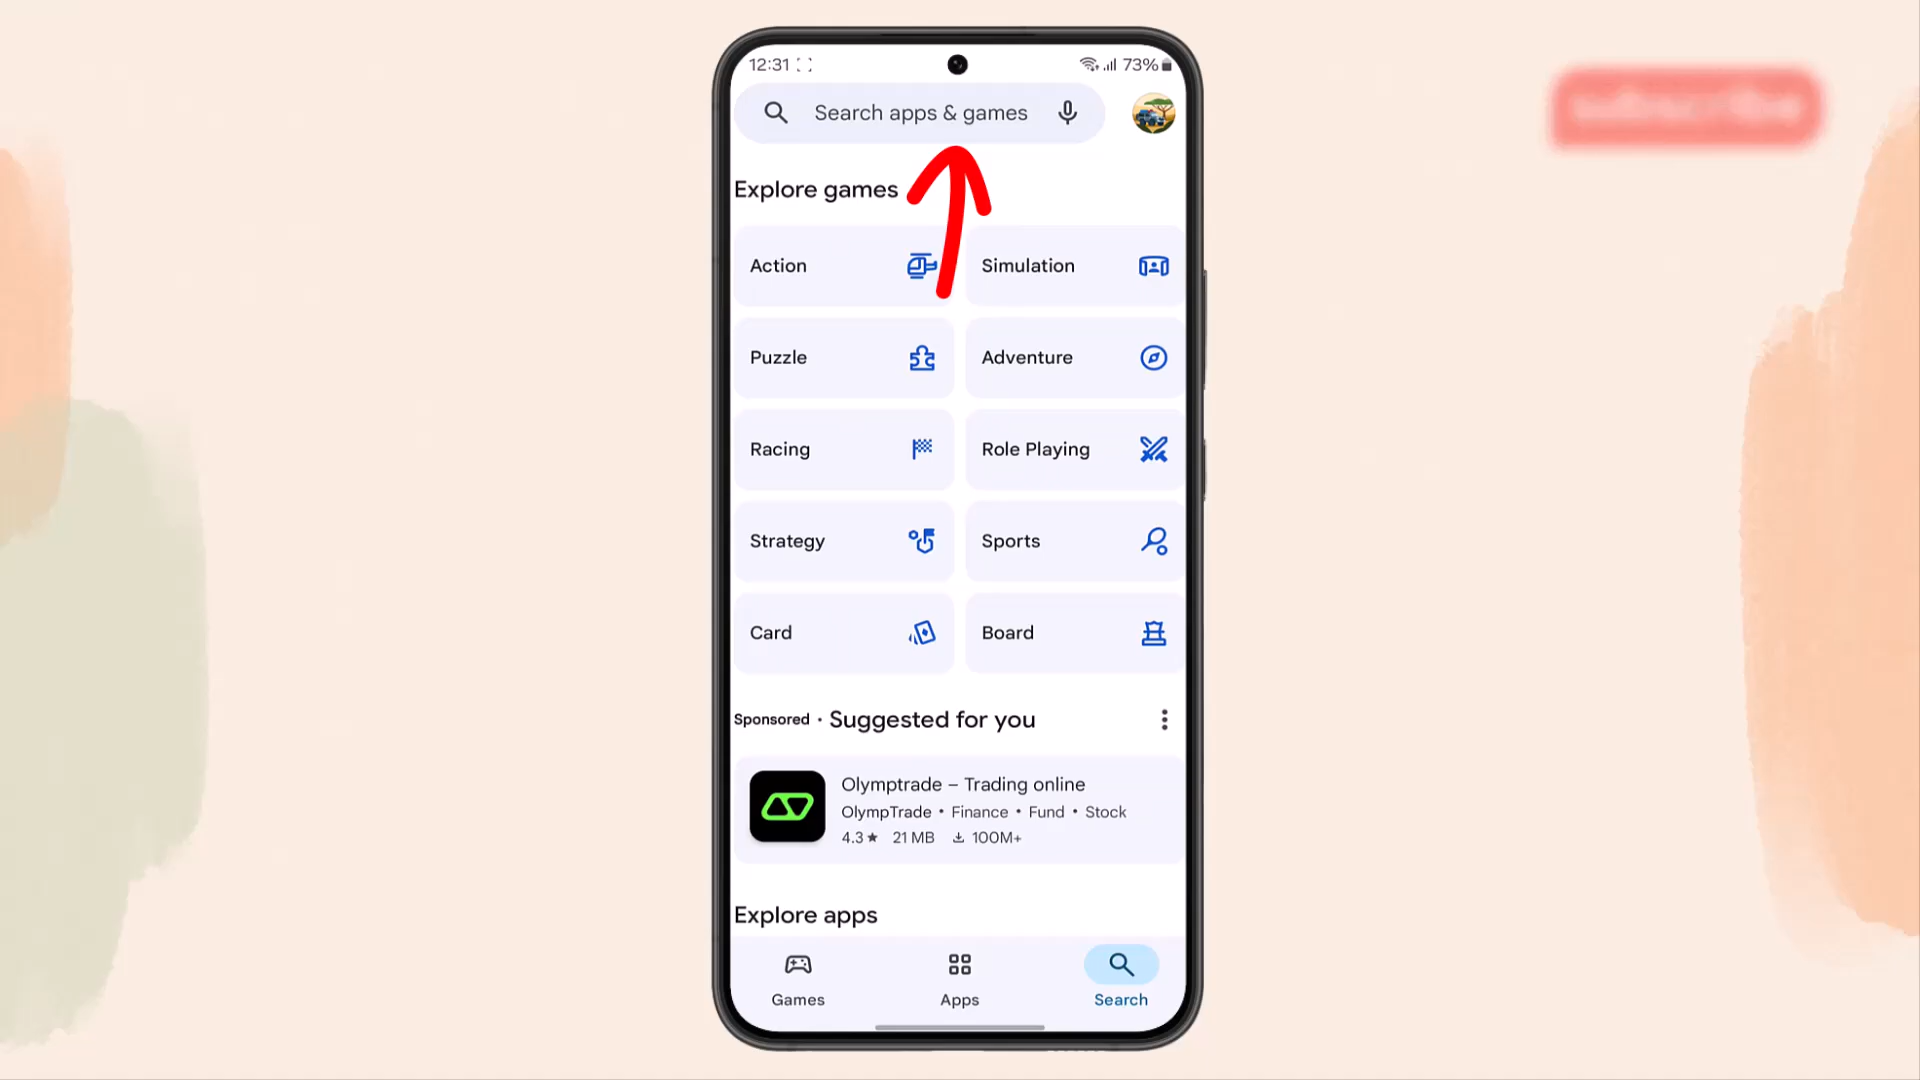 12:31
73%
Search apps & games
Explore games
Action
Simulation
Puzzle
Adventure
Racing
Role Playing
Strategy
Sports
Card
Board
Sponsored • Suggested for you
Olymptrade – Trading online
OlympTrade • Finance • Fund • Stock
4.3★ 21 MB 100M+
Explore apps
Games
Apps
Search